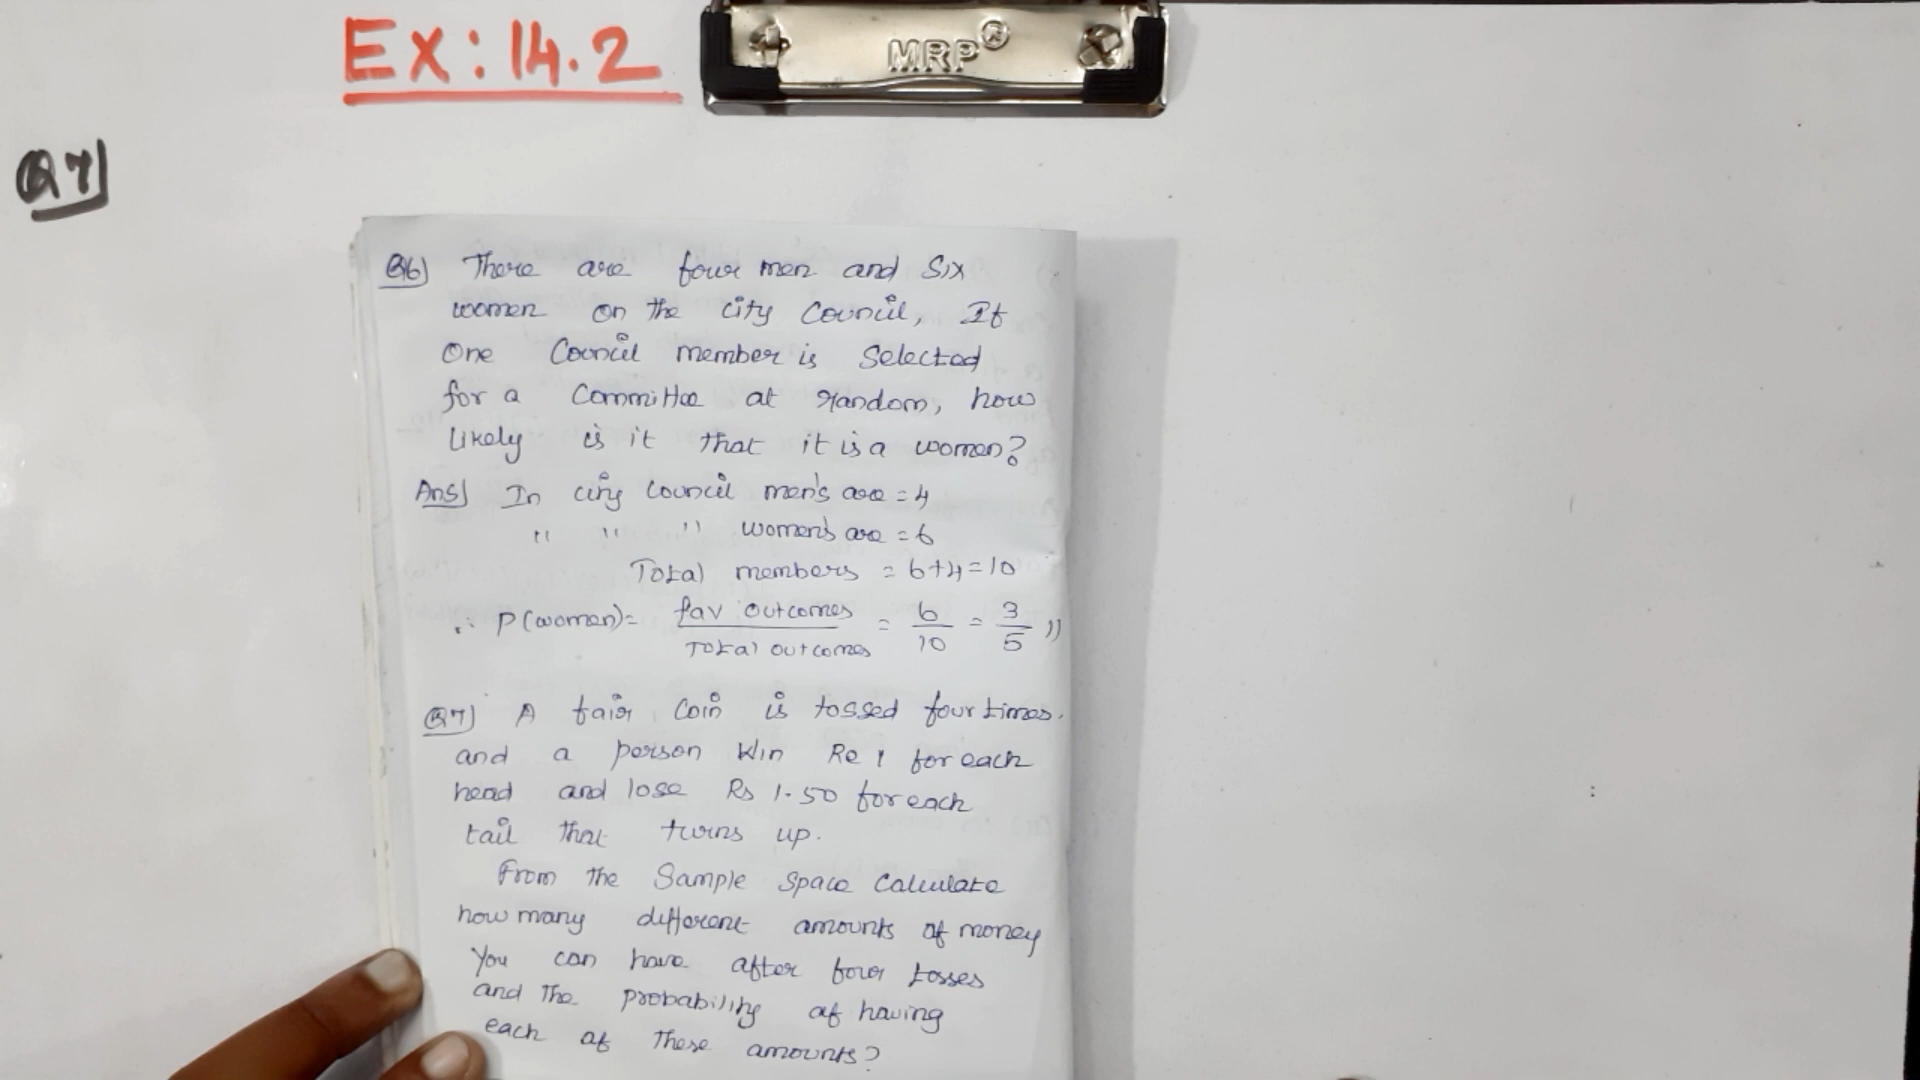 Ex: 14.2
MRP®
Q7)
Q6) There are four men and Six
women on the city Council, If
One Council member is Selected
for a Committee at random, how
likely is it that it is a women?
Ans) In city Council men's are = 4
" " " women's are = 6
Total members = 6+4=10
∴ P(women)= fav outcomes / Total outcomes = 6/10 = 3/5 //
Q7) A fair Coin is tossed four times.
and a person Win Re 1 for each
head and lose Rs 1.50 for each
tail that turns up.
From the Sample Space Calculate
how many different amounts of money
You can have after four tosses
and the probability of having
each of these amounts?